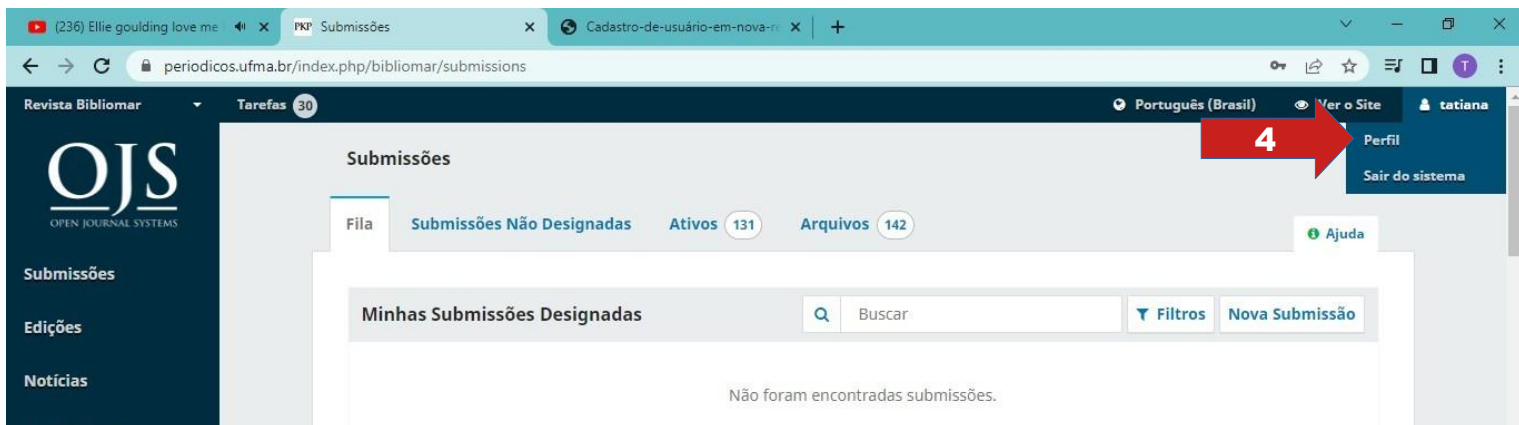 (236) Ellie goulding love me
PKP Submissões
Cadastro-de-usuário-em-nova-r
periodicos.ufma.br/index.php/bibliomar/submissions
T
Revista Bibliomar
Tarefas 30
Português (Brasil)
Ver o Site
tatiana
4
Perfil
Sair do sistema
OJS
OPEN JOURNAL SYSTEMS
Submissões
Edições
Notícias
Submissões
Fila
Submissões Não Designadas
Ativos 131
Arquivos 142
Ajuda
Minhas Submissões Designadas
Buscar
Filtros
Nova Submissão
Não foram encontradas submissões.